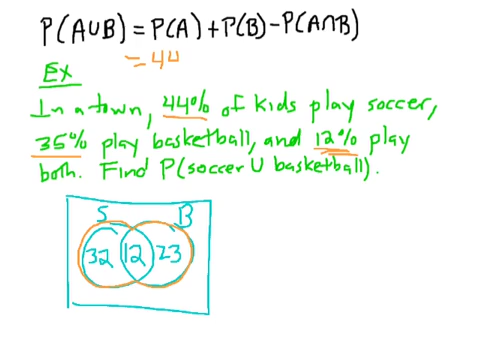 P(A∪B) = P(A) + P(B) - P(A∩B)
= 44
Ex
In a town, 44% of kids play soccer,
35% play basketball, and 12% play
both. Find P(soccer ∪ basketball).
S B
32 12 23